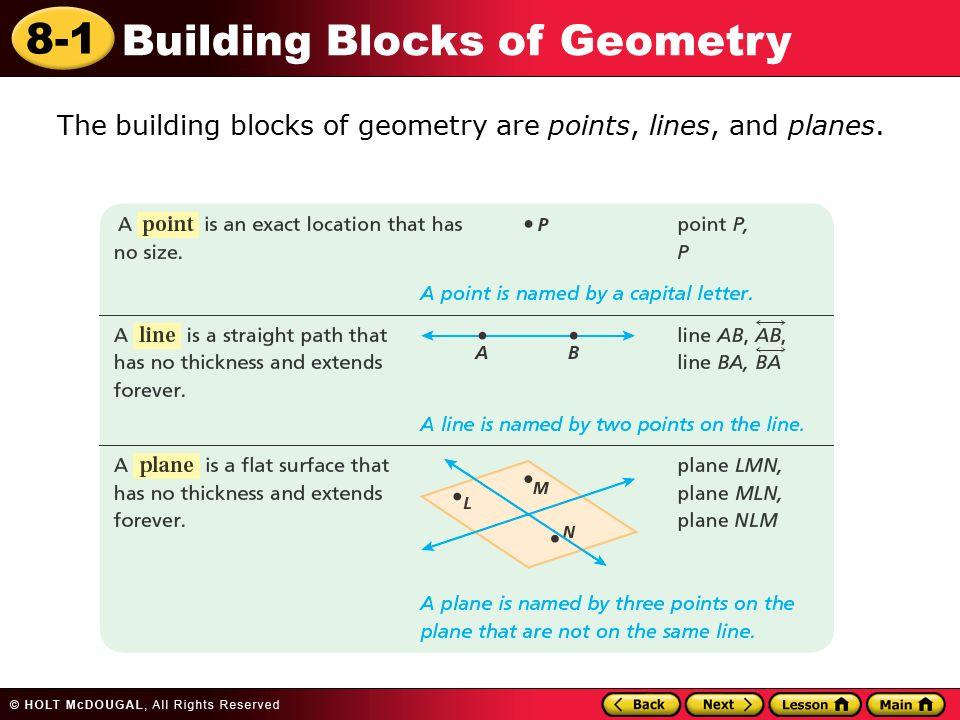 8-1 Building Blocks of Geometry
The building blocks of geometry are points, lines, and planes.
A point is an exact location that has
no size.
P
point P,
P
A point is named by a capital letter.
A line is a straight path that
has no thickness and extends
forever.
A B
line AB, AB,
line BA, BA
A line is named by two points on the line.
A plane is a flat surface that
has no thickness and extends
forever.
M
L
N
plane LMN,
plane MLN,
plane NLM
A plane is named by three points on the
plane that are not on the same line.
© HOLT McDOUGAL, All Rights Reserved
Back Next Lesson Main